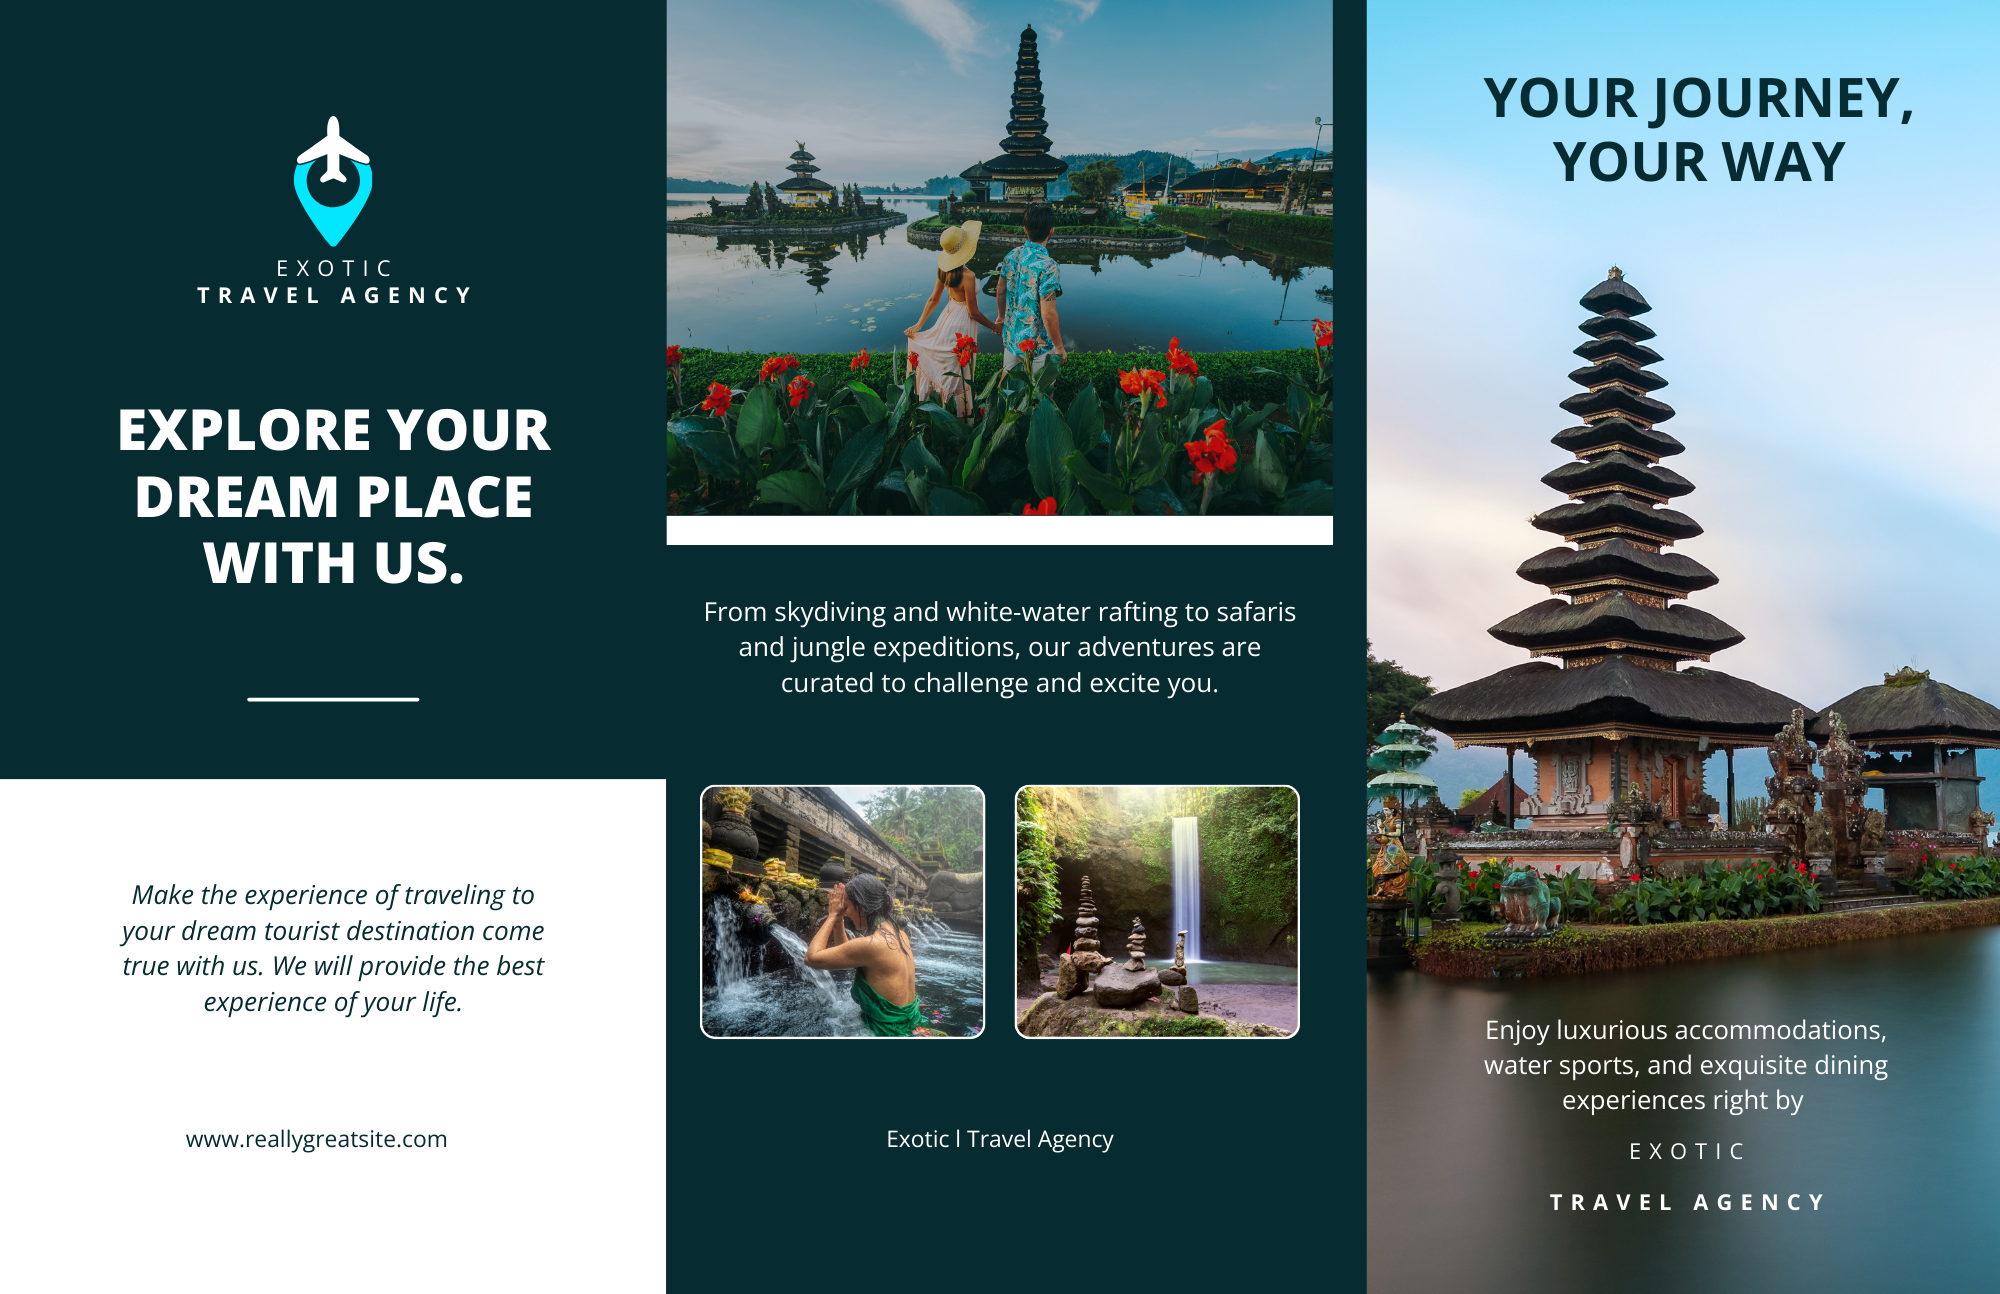 EXOTIC
TRAVEL AGENCY
EXPLORE YOUR
DREAM PLACE
WITH US.
Make the experience of traveling to
your dream tourist destination come
true with us. We will provide the best
experience of your life.
www.reallygreatsite.com
From skydiving and white-water rafting to safaris
and jungle expeditions, our adventures are
curated to challenge and excite you.
Exotic l Travel Agency
YOUR JOURNEY,
YOUR WAY
Enjoy luxurious accommodations,
water sports, and exquisite dining
experiences right by
EXOTIC
TRAVEL AGENCY